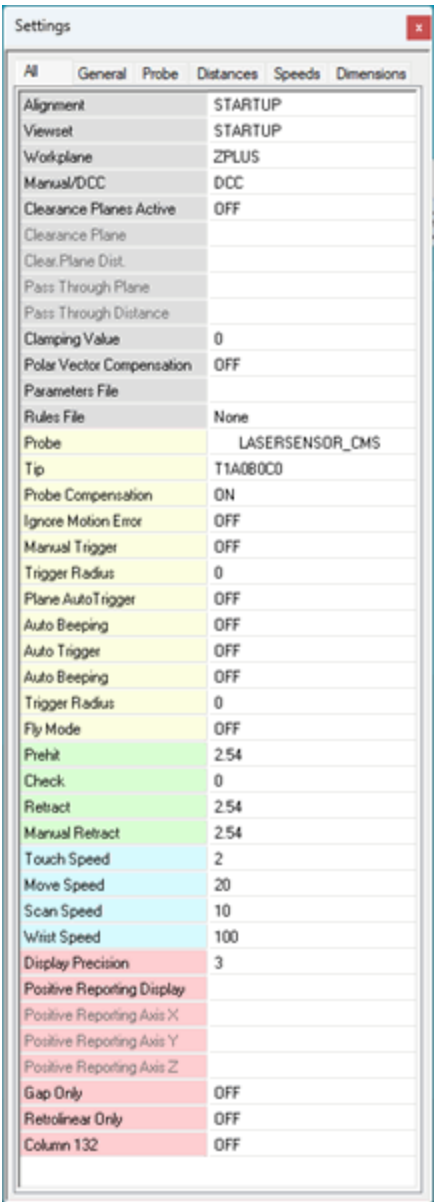 Settings
x
All General Probe Distances Speeds Dimensions
Alignment STARTUP
Viewset STARTUP
Workplane ZPLUS
Manual/DCC DCC
Clearance Planes Active OFF
Clearance Plane
Clear.Plane Dist.
Pass Through Plane
Pass Through Distance
Clamping Value 0
Polar Vector Compensation OFF
Parameters File
Rules File None
Probe LASERSENSOR_CMS
Tip T1A0B0C0
Probe Compensation ON
Ignore Motion Error OFF
Manual Trigger OFF
Trigger Radius 0
Plane AutoTrigger OFF
Auto Beeping OFF
Auto Trigger OFF
Auto Beeping OFF
Trigger Radius 0
Fly Mode OFF
Prehit 2.54
Check 0
Retract 2.54
Manual Retract 2.54
Touch Speed 2
Move Speed 20
Scan Speed 10
Wrist Speed 100
Display Precision 3
Positive Reporting Display
Positive Reporting Axis X
Positive Reporting Axis Y
Positive Reporting Axis Z
Gap Only OFF
Retrolinear Only OFF
Column 132 OFF